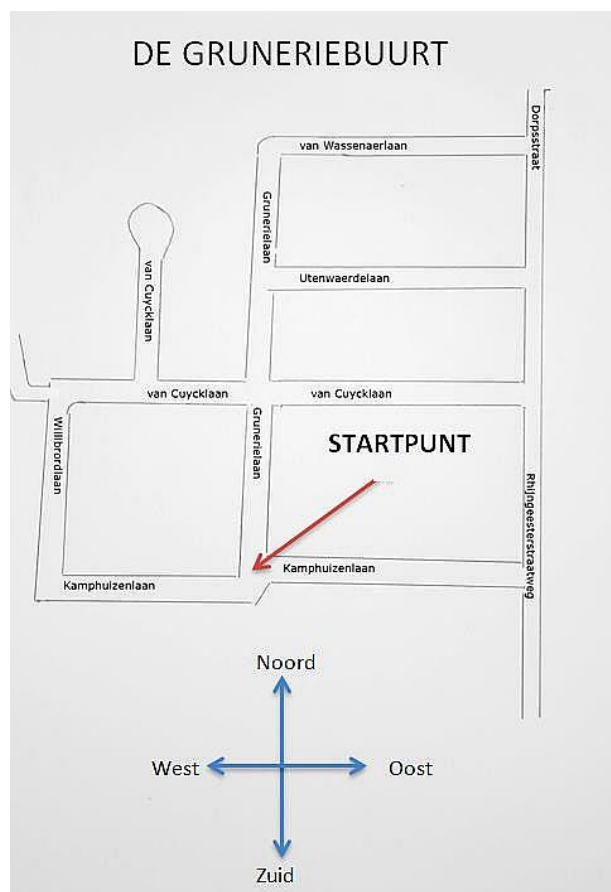 DE GRUNERIEBUURT
Dorpsstraat
van Wassenaerlaan
Grunerielaan
van Cuycklaan
Utenwaerdelaan
van Cuycklaan
van Cuycklaan
Willibrordlaan
Grunerielaan
STARTPUNT
Rhijngeesterstraatweg
Kamphuizenlaan
Kamphuizenlaan
Noord
West
Oost
Zuid